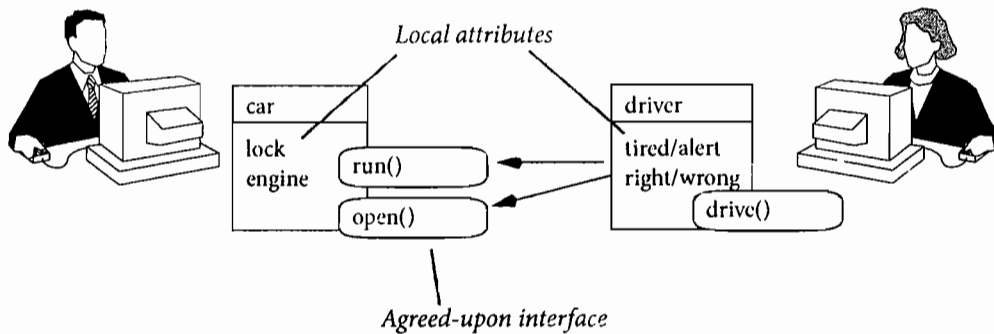 Local attributes
car
lock
engine
run()
open()
driver
tired/alert
right/wrong
drive()
Agreed-upon interface